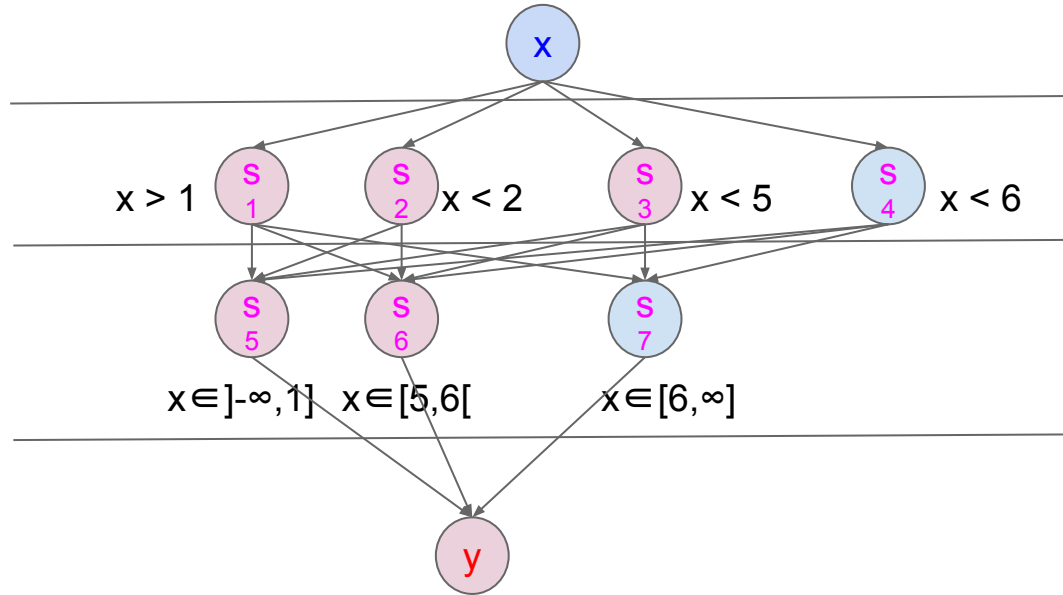 x
s
1
s
2
s
3
s
4
x > 1
x < 2
x < 5
x < 6
s
5
s
6
s
7
x∈]-∞,1]
x∈[5,6[
x∈[6,∞]
y